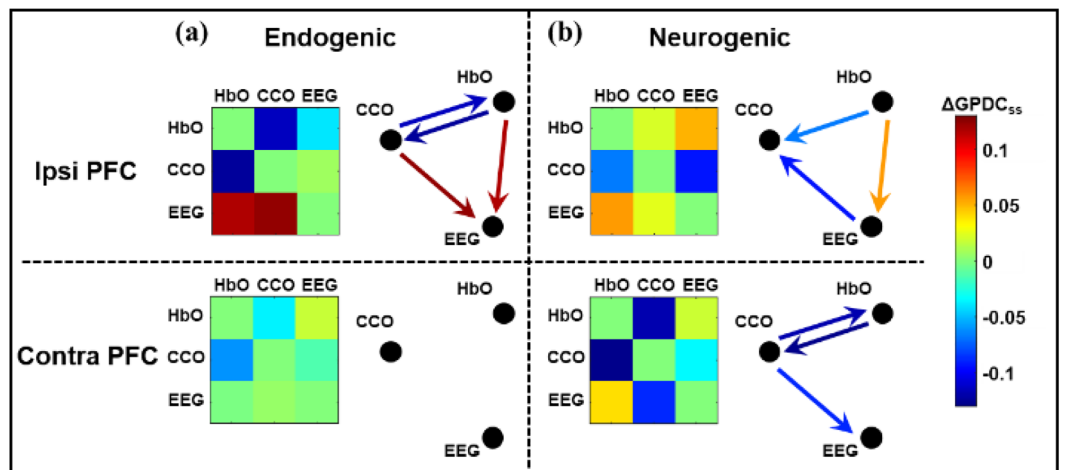 (a) Endogenic
(b) Neurogenic
Ipsi PFC
HbO CCO EEG
HbO
CCO
EEG
CCO
HbO
EEG
HbO CCO EEG
HbO
CCO
EEG
CCO
HbO
EEG
ΔGPDCss
0.1
0.05
0
-0.05
-0.1
Contra PFC
HbO CCO EEG
HbO
CCO
EEG
CCO
HbO
EEG
HbO CCO EEG
HbO
CCO
EEG
CCO
HbO
EEG